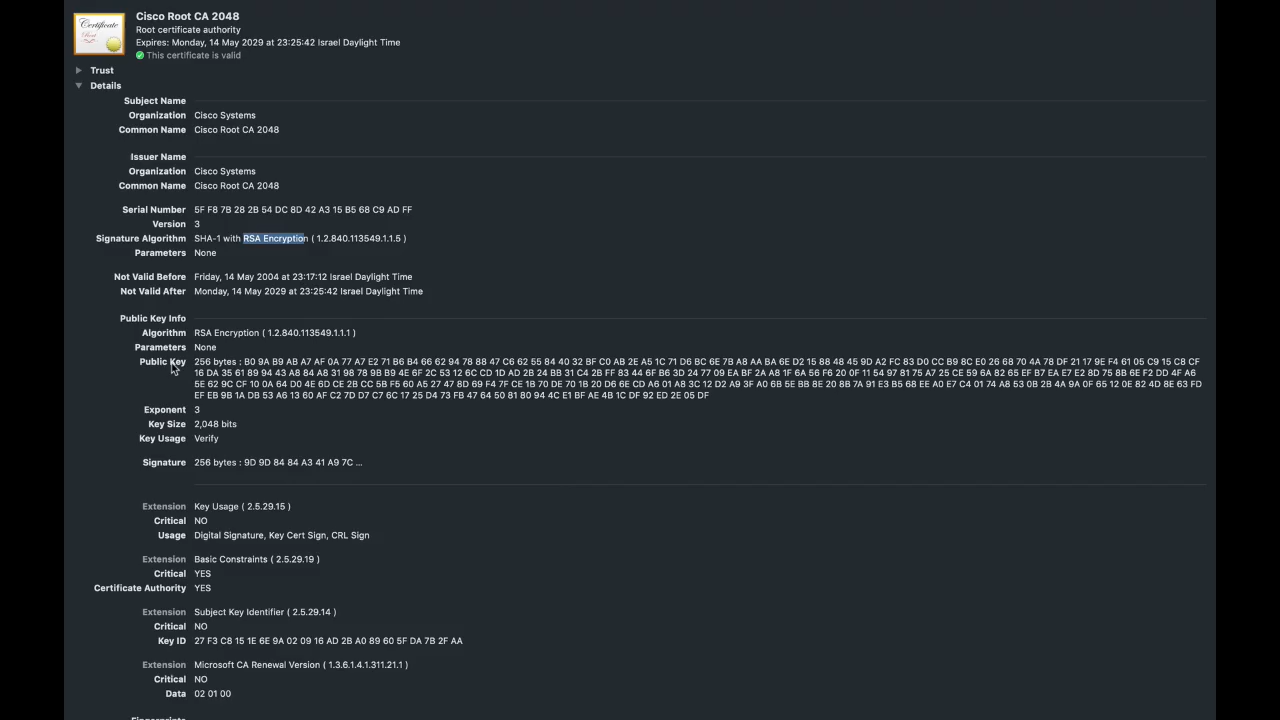 Certificate
Root
Cisco Root CA 2048
Root certificate authority
Expires: Monday, 14 May 2029 at 23:25:42 Israel Daylight Time
This certificate is valid
Trust
Details
Subject Name
Organization Cisco Systems
Common Name Cisco Root CA 2048
Issuer Name
Organization Cisco Systems
Common Name Cisco Root CA 2048
Serial Number 5F F8 7B 28 2B 54 DC 8D 42 A3 15 B5 68 C9 AD FF
Version 3
Signature Algorithm SHA-1 with RSA Encryption ( 1.2.840.113549.1.1.5 )
Parameters None
Not Valid Before Friday, 14 May 2004 at 23:17:12 Israel Daylight Time
Not Valid After Monday, 14 May 2029 at 23:25:42 Israel Daylight Time
Public Key Info
Algorithm RSA Encryption ( 1.2.840.113549.1.1.1 )
Parameters None
Public Key 256 bytes : B0 9A B9 AB A7 AF 0A 77 A7 E2 71 B6 B4 66 62 94 78 88 47 C6 62 55 84 40 32 BF C0 AB 2E A5 1C 71 D6 BC 6E 7B A8 AA BA 6E D2 15 88 48 45 9D A2 FC 83 D0 CC B9 8C E0 26 68 70 4A 78 DF 21 17 9E F4 61 05 C9 15 C8 CF
16 DA 35 61 89 94 43 A8 84 A8 31 98 78 9B B9 4E 6F 2C 53 12 6C CD 1D AD 2B 24 BB 31 C4 2B FF 83 44 6F B6 3D 24 77 09 EA BF 2A A8 1F 6A 56 F6 20 0F 11 54 97 81 75 A7 25 CE 59 6A 82 65 EF B7 EA E7 E2 8D 75 8B 6E F2 DD 4F A6
5E 62 9C CF 10 0A 64 D0 4E 6D CE 2B CC 5B F5 60 A5 27 47 8D 69 F4 7F CE 1B 70 DE 70 1B 20 D6 6E CD A6 01 A8 3C 12 D2 A9 3F A0 6B 5E BB 8E 20 8B 7A 91 E3 B5 68 EE A0 E7 C4 01 74 A8 53 0B 2B 4A 9A 0F 65 12 0E 82 4D 8E 63 FD
EF EB 9B 1A DB 53 A6 13 60 AF C2 7D D7 C7 6C 17 25 D4 73 FB 47 64 50 81 80 94 4C E1 BF AE 4B 1C DF 92 ED 2E 05 DF
Exponent 3
Key Size 2,048 bits
Key Usage Verify
Signature 256 bytes : 9D 9D 84 84 A3 41 A9 7C ...
Extension Key Usage ( 2.5.29.15 )
Critical NO
Usage Digital Signature, Key Cert Sign, CRL Sign
Extension Basic Constraints ( 2.5.29.19 )
Critical YES
Certificate Authority YES
Extension Subject Key Identifier ( 2.5.29.14 )
Critical NO
Key ID 27 F3 C8 15 1E 6E 9A 02 09 16 AD 2B A0 89 60 5F DA 7B 2F AA
Extension Microsoft CA Renewal Version ( 1.3.6.1.4.1.311.21.1 )
Critical NO
Data 02 01 00
Fingerprints